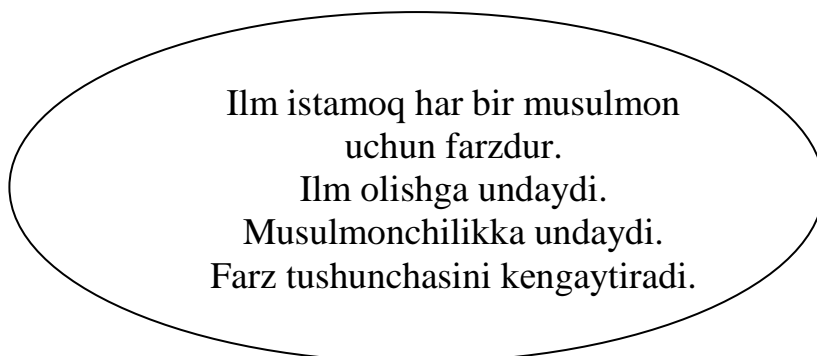 Ilm istamoq har bir musulmon
uchun farzdur.
Ilm olishga undaydi.
Musulmonchilikka undaydi.
Farz tushunchasini kengaytiradi.